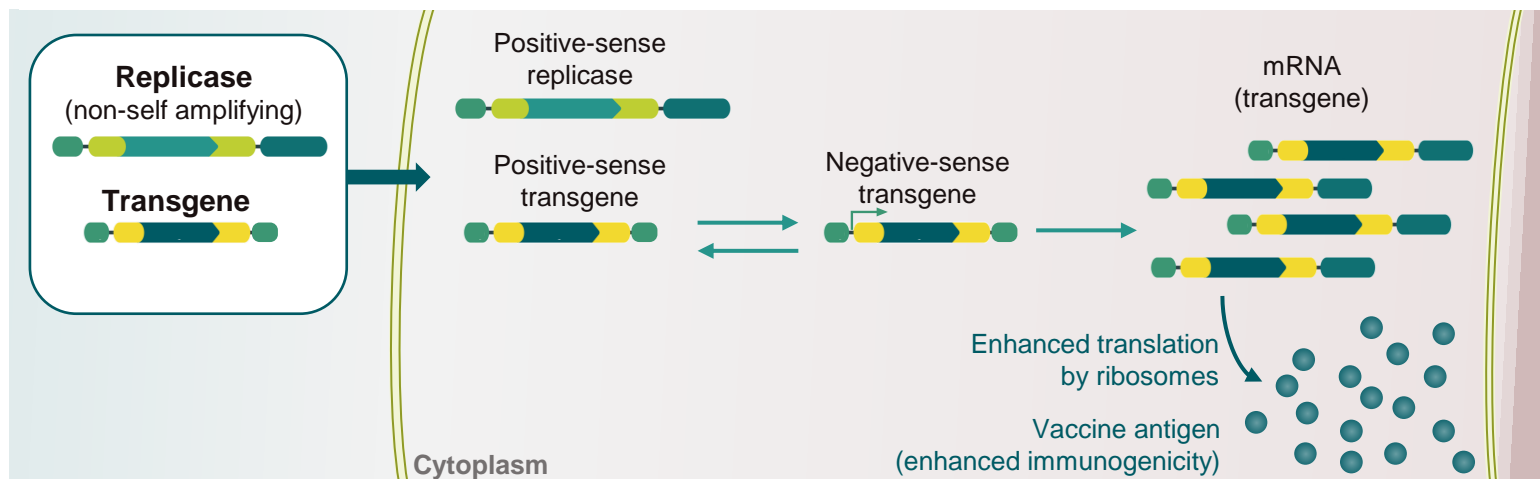 Replicase
(non-self amplifying)
Transgene
Positive-sense
replicase
Positive-sense
transgene
Negative-sense
transgene
mRNA
(transgene)
Enhanced translation
by ribosomes
Vaccine antigen
(enhanced immunogenicity)
Cytoplasm